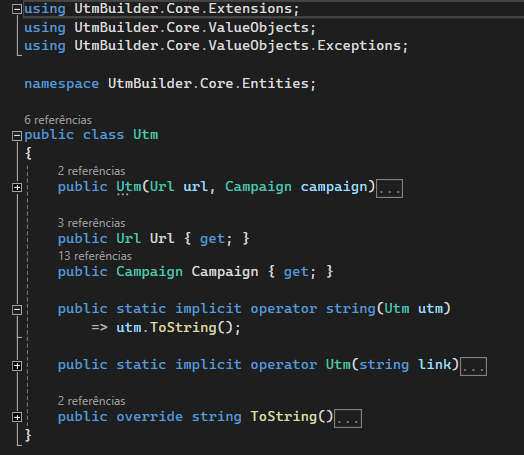 using UtmBuilder.Core.Extensions;
using UtmBuilder.Core.ValueObjects;
using UtmBuilder.Core.ValueObjects.Exceptions;
namespace UtmBuilder.Core.Entities;
6 referências
public class Utm
{
2 referências
public Utm(Url url, Campaign campaign)...
3 referências
public Url Url { get; }
13 referências
public Campaign Campaign { get; }
public static implicit operator string(Utm utm)
=> utm.ToString();
public static implicit operator Utm(string link)...
2 referências
public override string ToString()...
}